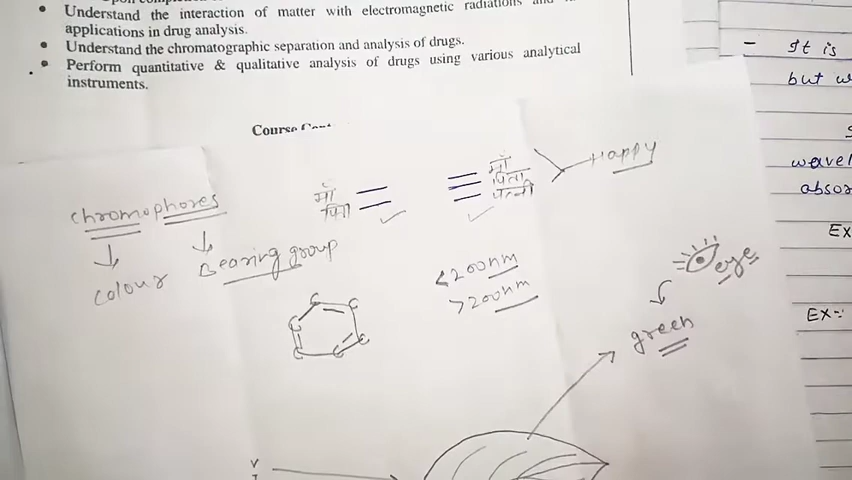 Understand the interaction of matter with electromagnetic radiations and
applications in drug analysis.
Understand the chromatographic separation and analysis of drugs.
Perform quantitative & qualitative analysis of drugs using various analytical
instruments.
Course
chromophores
colour
Bearing group
माँ
माँ
पिता
पत्नी
Happy
<200nm
>200nm
C
C
C
C
C
C
eye
green
V
I
- It is
but w
wavel
absor
EX
EX:-